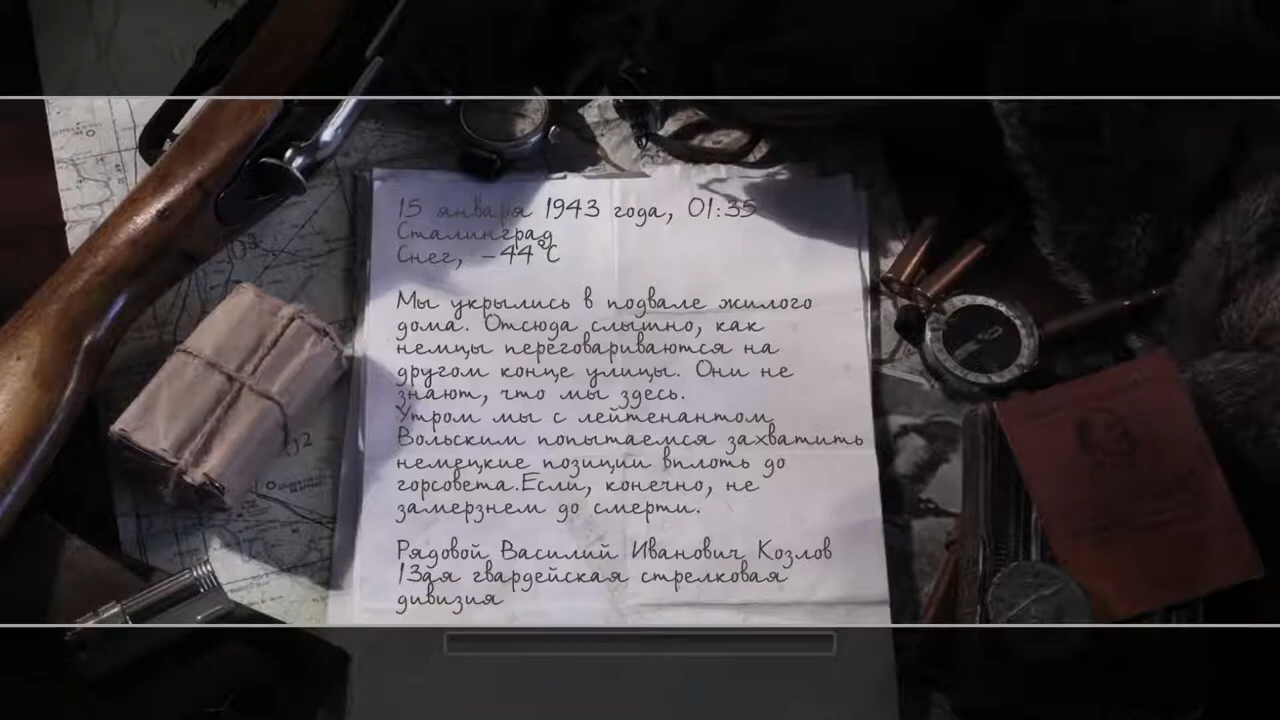 15 января 1943 года, 01:35
Сталинград
Снег, -44°C
Мы укрылись в подвале жилого
дома. Отсюда слышно, как
немцы переговариваются на
другом конце улицы. Они не
знают, что мы здесь.
Утром мы с лейтенантом
Вольским попытаемся захватить
немецкие позиции вплоть до
горсовета.Если, конечно, не
замерзнем до смерти.
Рядовой Василий Иванович Козлов
13ая гвардейская стрелковая
дивизия